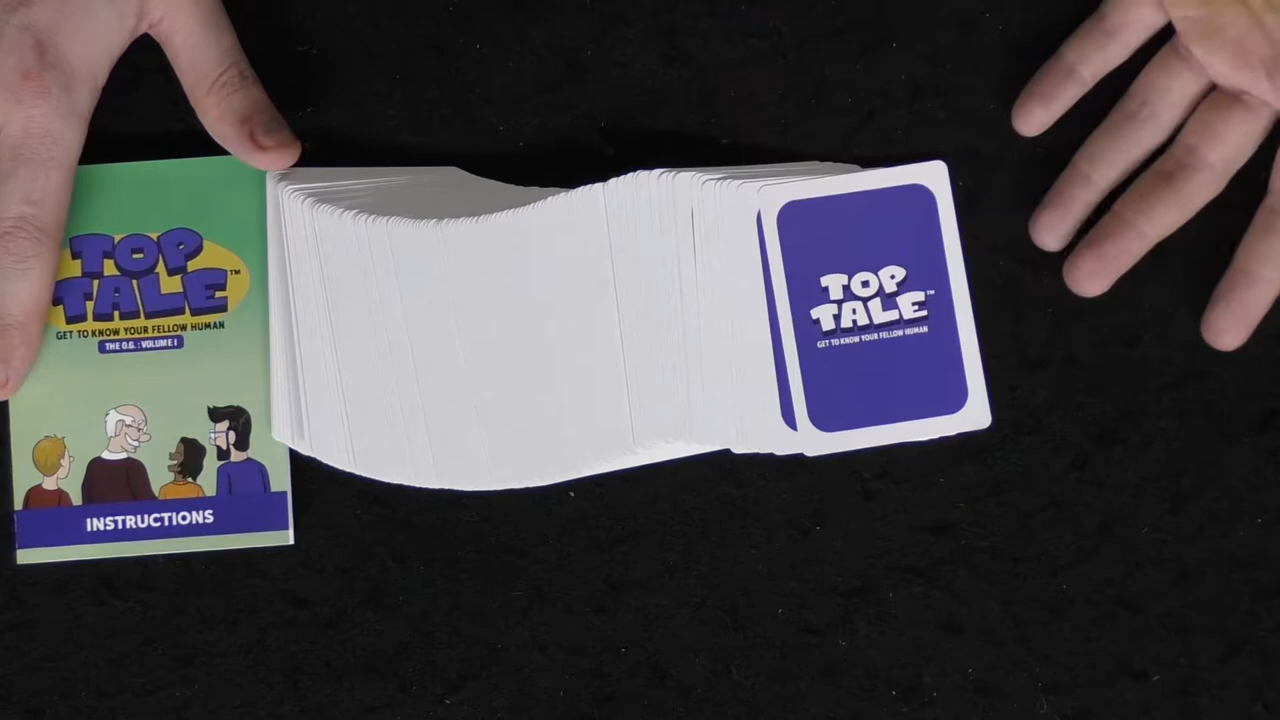 TOP
TALE™
GET TO KNOW YOUR FELLOW HUMAN
THE O.G. : VOLUME I
INSTRUCTIONS
TOP
TALE™
GET TO KNOW YOUR FELLOW HUMAN